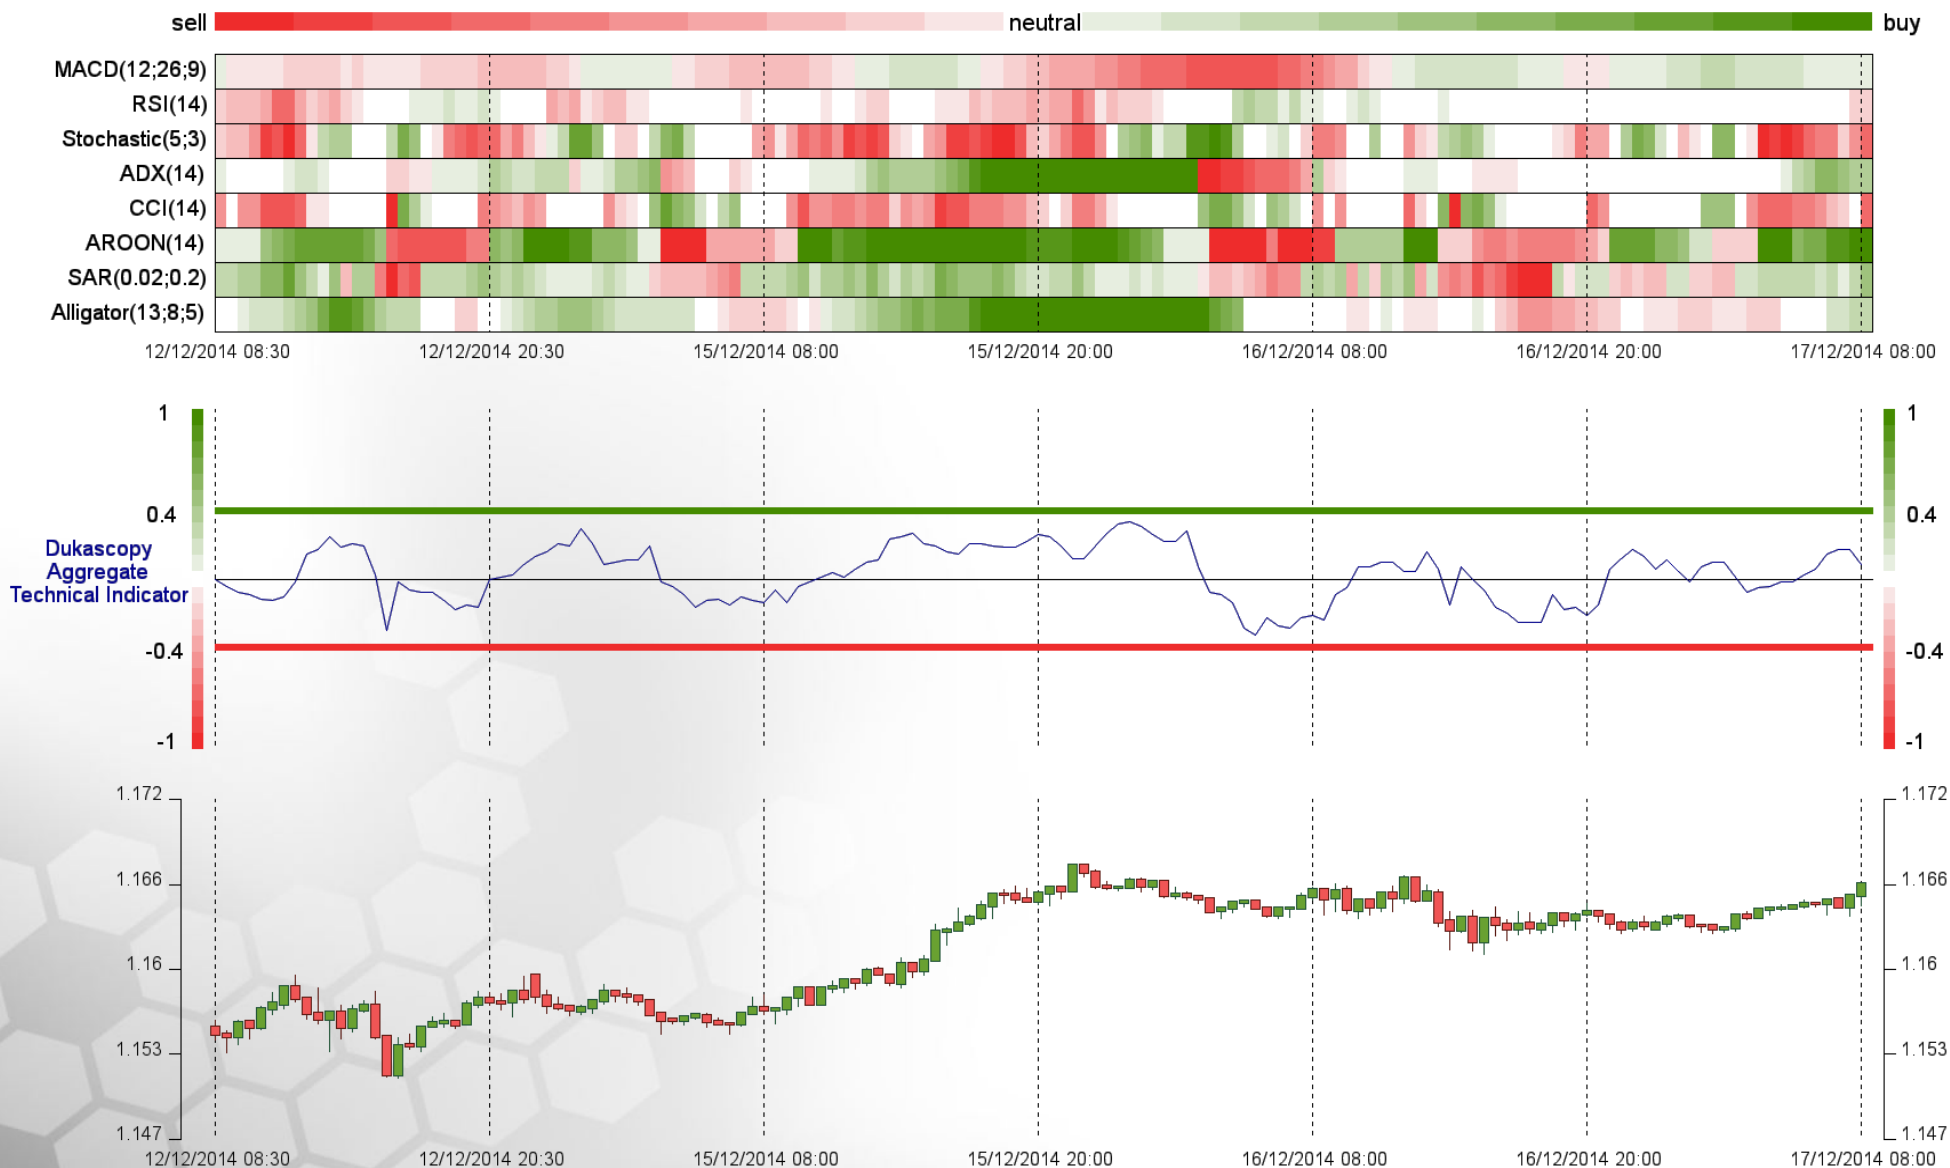 sell neutral buy
MACD(12;26;9)
RSI(14)
Stochastic(5;3)
ADX(14)
CCI(14)
AROON(14)
SAR(0.02;0.2)
Alligator(13;8;5)
12/12/2014 08:30 12/12/2014 20:30 15/12/2014 08:00 15/12/2014 20:00 16/12/2014 08:00 16/12/2014 20:00 17/12/2014 08:00
1 1
0.4 0.4
Dukascopy
Aggregate
Technical Indicator
-0.4 -0.4
-1 -1
1.172 1.172
1.166 1.166
1.16 1.16
1.153 1.153
1.147 1.147
12/12/2014 08:30 12/12/2014 20:30 15/12/2014 08:00 15/12/2014 20:00 16/12/2014 08:00 16/12/2014 20:00 17/12/2014 08:00